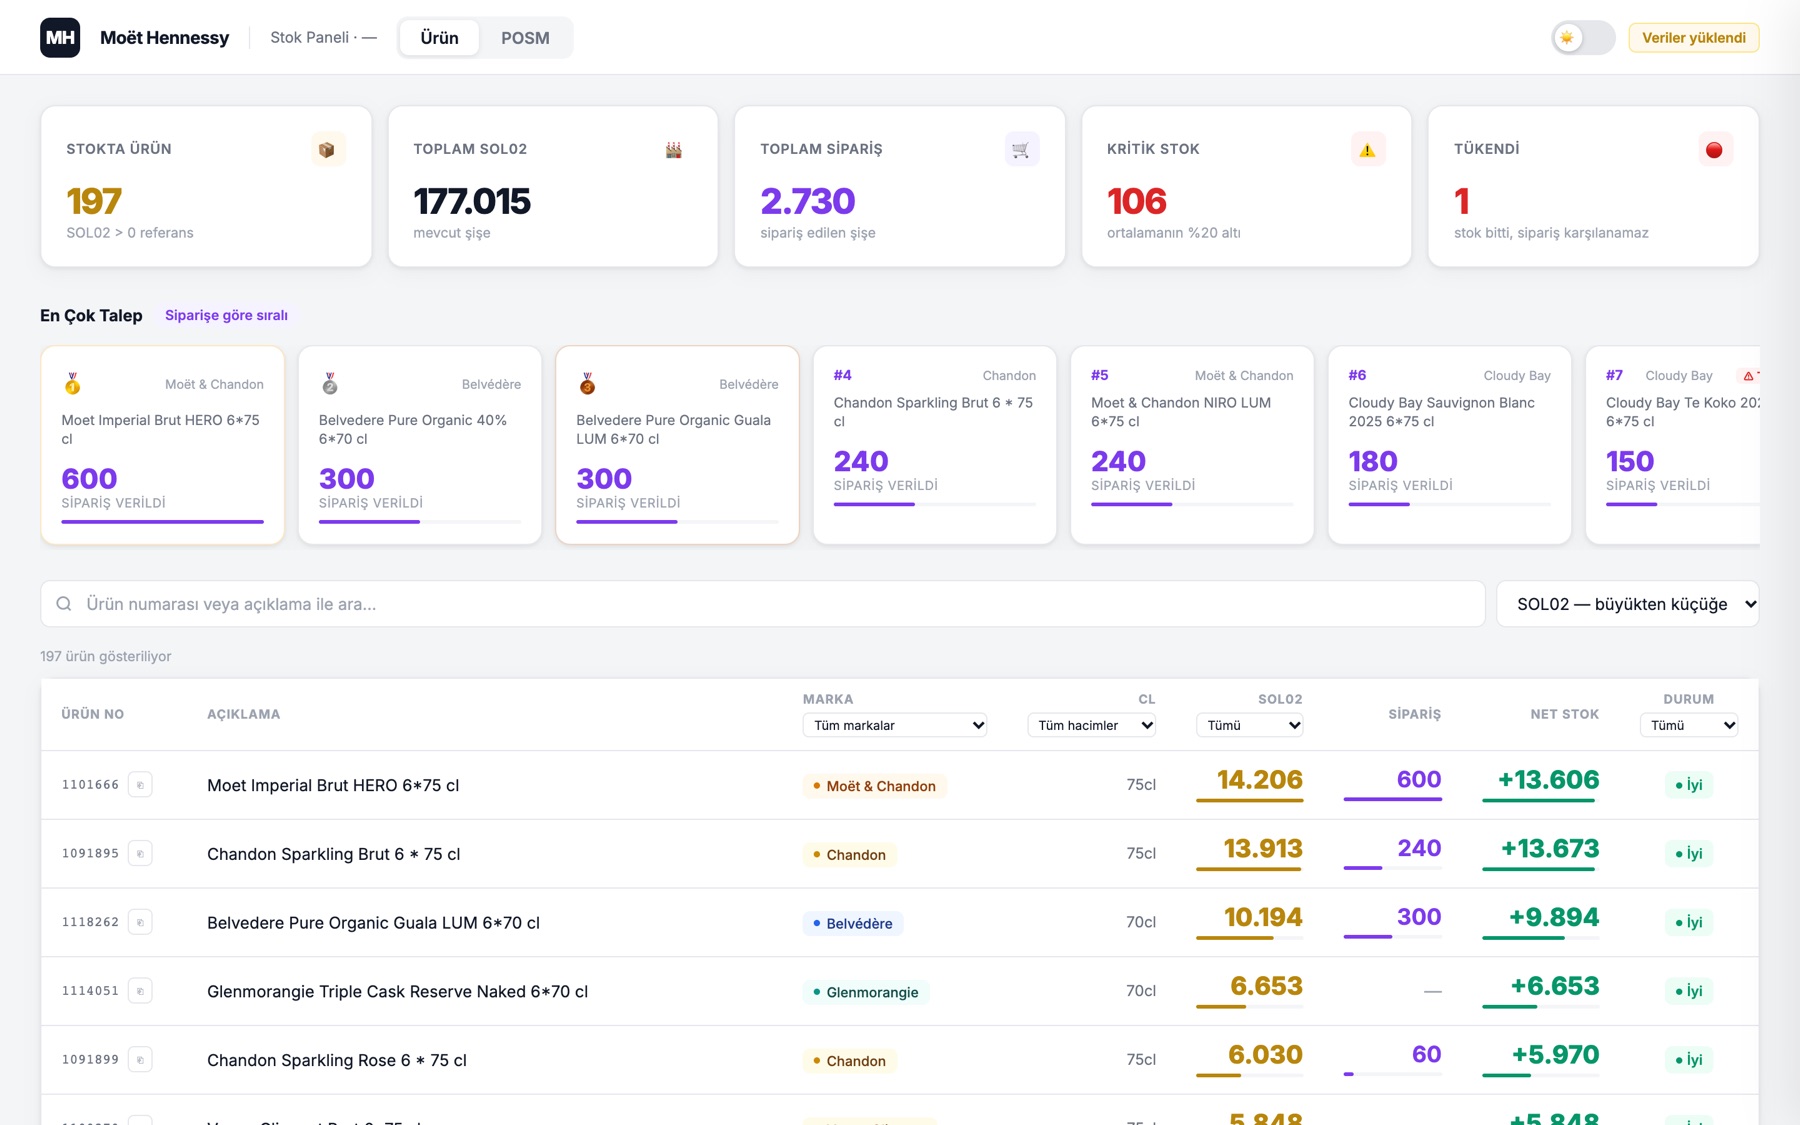 MH Moët Hennessy Stok Paneli · — Ürün POSM Veriler yüklendi
STOKTA ÜRÜN
197
SOL02 > 0 referans
TOPLAM SOL02
177.015
mevcut şişe
TOPLAM SİPARİŞ
2.730
sipariş edilen şişe
KRİTİK STOK
106
ortalamanın %20 altı
TÜKENDİ
1
stok bitti, sipariş karşılanamaz
En Çok Talep Siparişe göre sıralı
1 Moët & Chandon
Moet Imperial Brut HERO 6*75
cl
600
SİPARİŞ VERİLDİ
2 Belvédère
Belvedere Pure Organic 40%
6*70 cl
300
SİPARİŞ VERİLDİ
3 Belvédère
Belvedere Pure Organic Guala
LUM 6*70 cl
300
SİPARİŞ VERİLDİ
#4 Chandon
Chandon Sparkling Brut 6 * 75
cl
240
SİPARİŞ VERİLDİ
#5 Moët & Chandon
Moet & Chandon NIRO LUM
6*75 cl
240
SİPARİŞ VERİLDİ
#6 Cloudy Bay
Cloudy Bay Sauvignon Blanc
2025 6*75 cl
180
SİPARİŞ VERİLDİ
#7 Cloudy Bay
Cloudy Bay Te Koko 202
6*75 cl
150
SİPARİŞ VERİLDİ
Ürün numarası veya açıklama ile ara...
SOL02 — büyükten küçüğe
197 ürün gösteriliyor
ÜRÜN NO AÇIKLAMA MARKA CL SOL02 SİPARİŞ NET STOK DURUM
Tüm markalar Tüm hacimler Tümü Tümü
1101666 Moet Imperial Brut HERO 6*75 cl Moët & Chandon 75cl 14.206 600 +13.606 İyi
1091895 Chandon Sparkling Brut 6 * 75 cl Chandon 75cl 13.913 240 +13.673 İyi
1118262 Belvedere Pure Organic Guala LUM 6*70 cl Belvédère 70cl 10.194 300 +9.894 İyi
1114051 Glenmorangie Triple Cask Reserve Naked 6*70 cl Glenmorangie 70cl 6.653 — +6.653 İyi
1091899 Chandon Sparkling Rose 6 * 75 cl Chandon 75cl 6.030 60 +5.970 İyi
5.848 +5.848